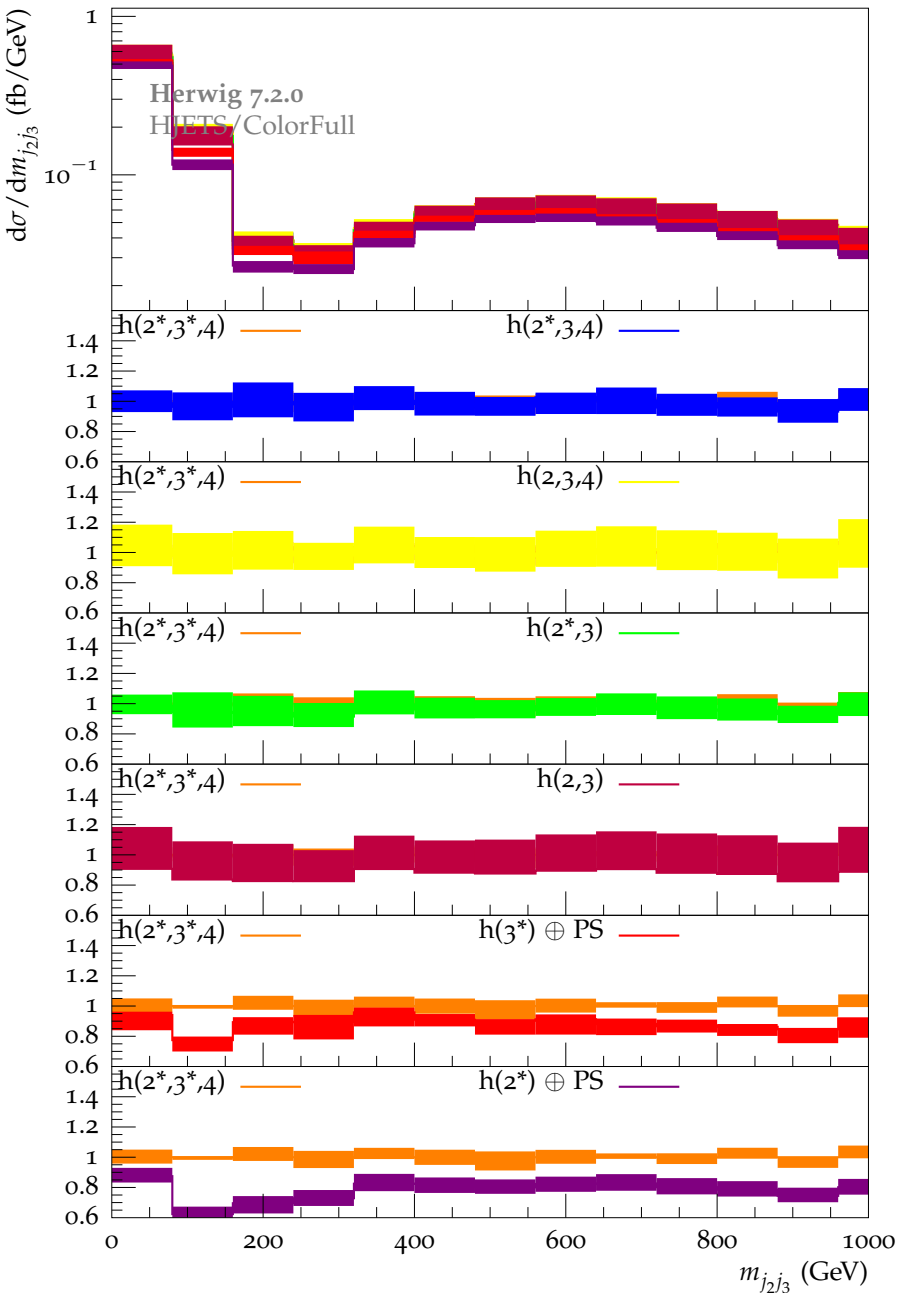 1
10−1
dσ/dm_{j2j3} (fb/GeV)
Herwig 7.2.0
HJETS/ColorFull
h(2*,3*,4) h(2*,3,4)
1.4
1.2
1
0.8
0.6
h(2*,3*,4) h(2,3,4)
1.4
1.2
1
0.8
0.6
h(2*,3*,4) h(2*,3)
1.4
1.2
1
0.8
0.6
h(2*,3*,4) h(2,3)
1.4
1.2
1
0.8
0.6
h(2*,3*,4) h(3*) ⊕ PS
1.4
1.2
1
0.8
0.6
h(2*,3*,4) h(2*) ⊕ PS
1.4
1.2
1
0.8
0.6
0 200 400 600 800 1000
m_{j2j3} (GeV)